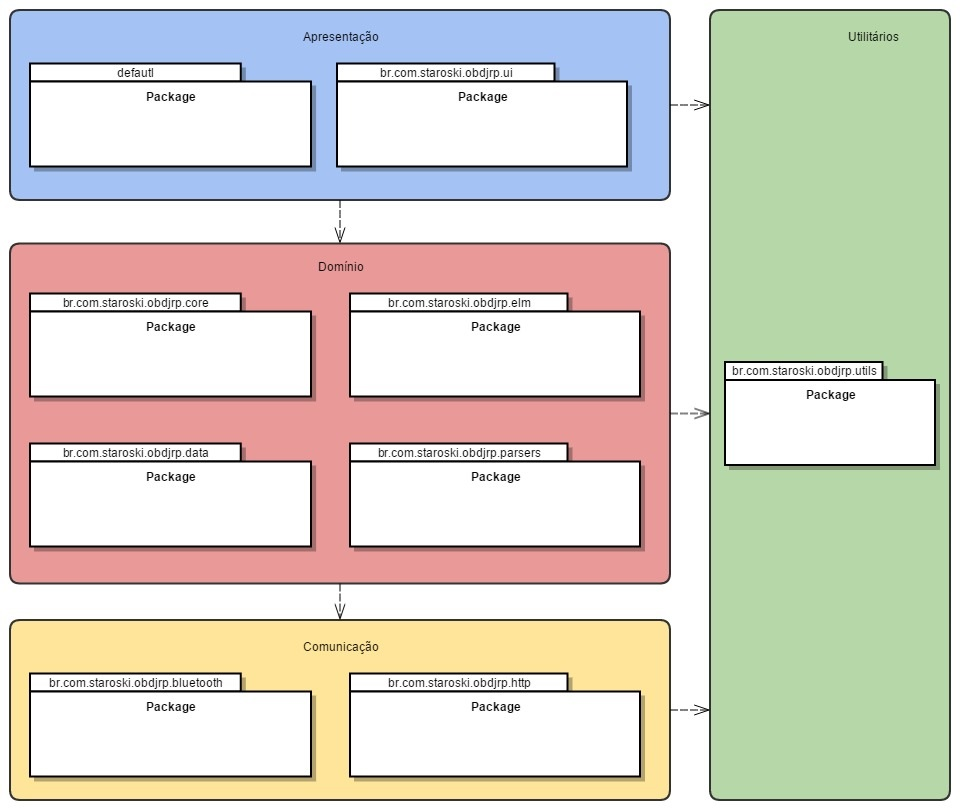 Apresentação
defautl
Package
br.com.staroski.obdjrp.ui
Package
Utilitários
br.com.staroski.obdjrp.utils
Package
Domínio
br.com.staroski.obdjrp.core
Package
br.com.staroski.obdjrp.elm
Package
br.com.staroski.obdjrp.data
Package
br.com.staroski.obdjrp.parsers
Package
Comunicação
br.com.staroski.obdjrp.bluetooth
Package
br.com.staroski.obdjrp.http
Package